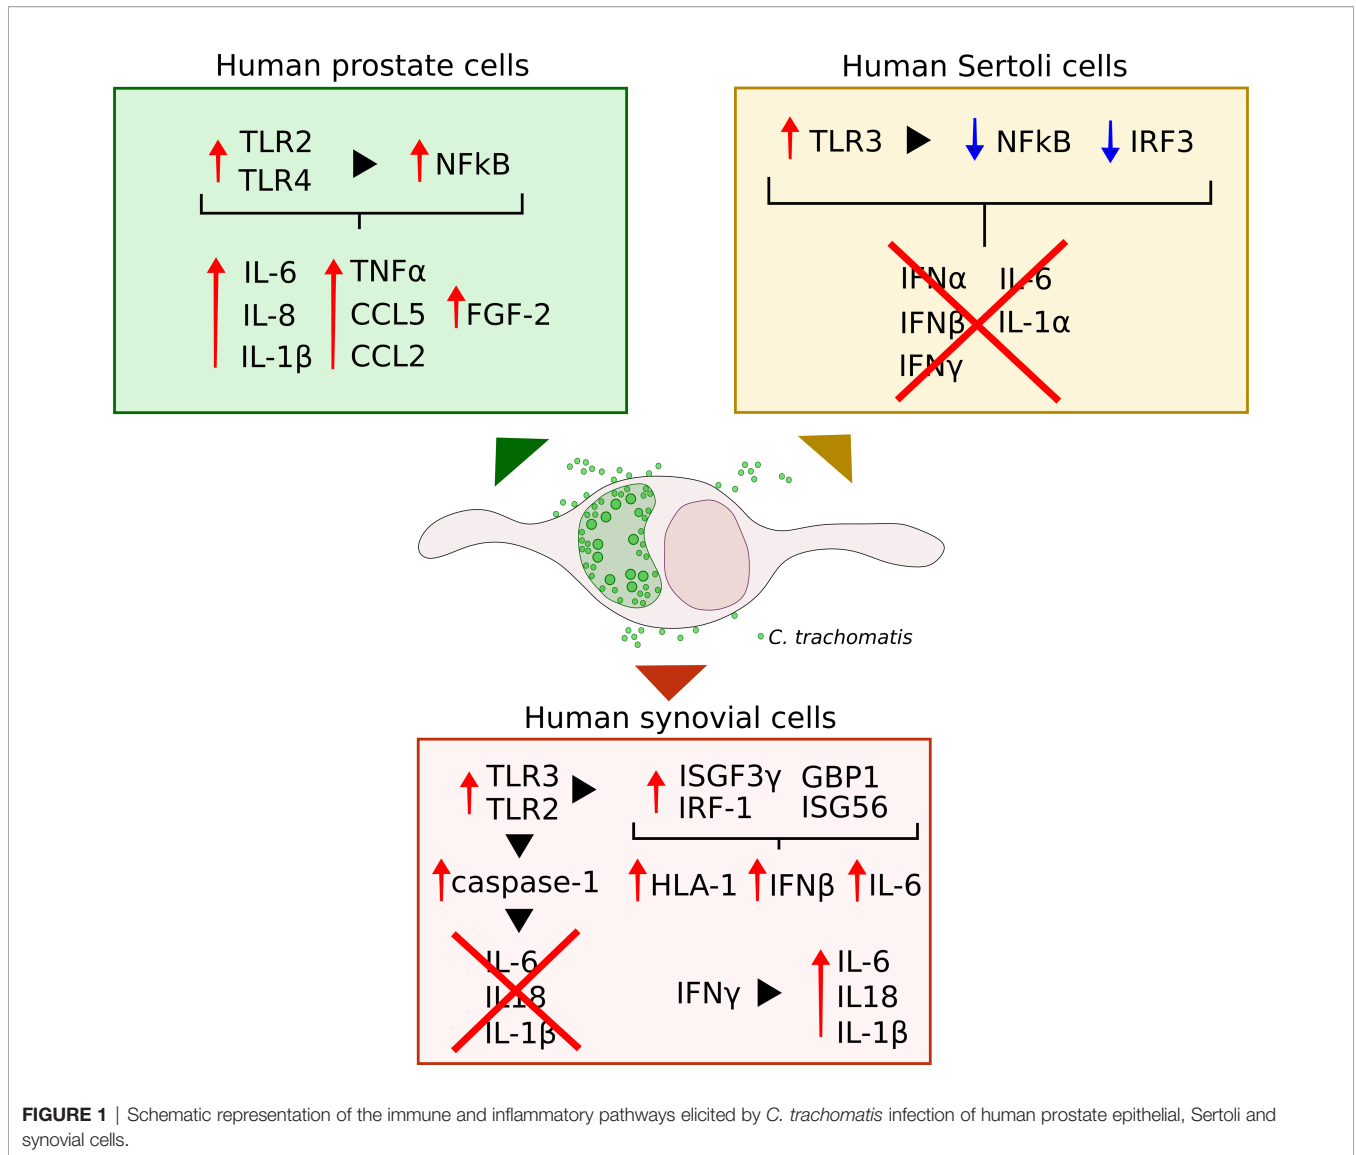 Human prostate cells
TLR2
TLR4
NFkB
IL-6
IL-8
IL-1β
TNFα
CCL5
CCL2
FGF-2
Human Sertoli cells
TLR3
NFkB
IRF3
IFNα
IFNβ
IFNγ
IL-6
IL-1α
C. trachomatis
Human synovial cells
TLR3
TLR2
ISGF3γ GBP1
IRF-1 ISG56
caspase-1
HLA-1
IFNβ
IL-6
IL-6
IL18
IL-1β
IFNγ
IL-6
IL18
IL-1β
FIGURE 1 | Schematic representation of the immune and inflammatory pathways elicited by C. trachomatis infection of human prostate epithelial, Sertoli and
synovial cells.